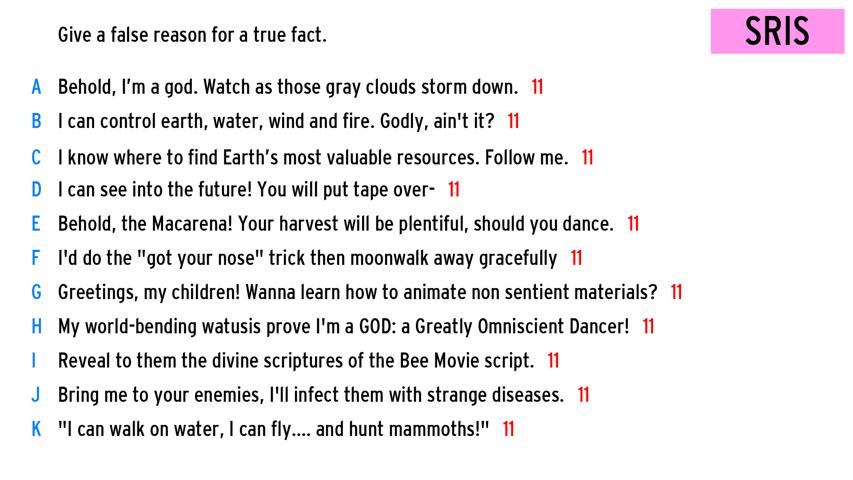 Give a false reason for a true fact.
SRIS
A Behold, I'm a god. Watch as those gray clouds storm down. 11
B I can control earth, water, wind and fire. Godly, ain't it? 11
C I know where to find Earth's most valuable resources. Follow me. 11
D I can see into the future! You will put tape over- 11
E Behold, the Macarena! Your harvest will be plentiful, should you dance. 11
F I'd do the "got your nose" trick then moonwalk away gracefully 11
G Greetings, my children! Wanna learn how to animate non sentient materials? 11
H My world-bending watusis prove I'm a GOD: a Greatly Omniscient Dancer! 11
I Reveal to them the divine scriptures of the Bee Movie script. 11
J Bring me to your enemies, I'll infect them with strange diseases. 11
K "I can walk on water, I can fly.... and hunt mammoths!" 11